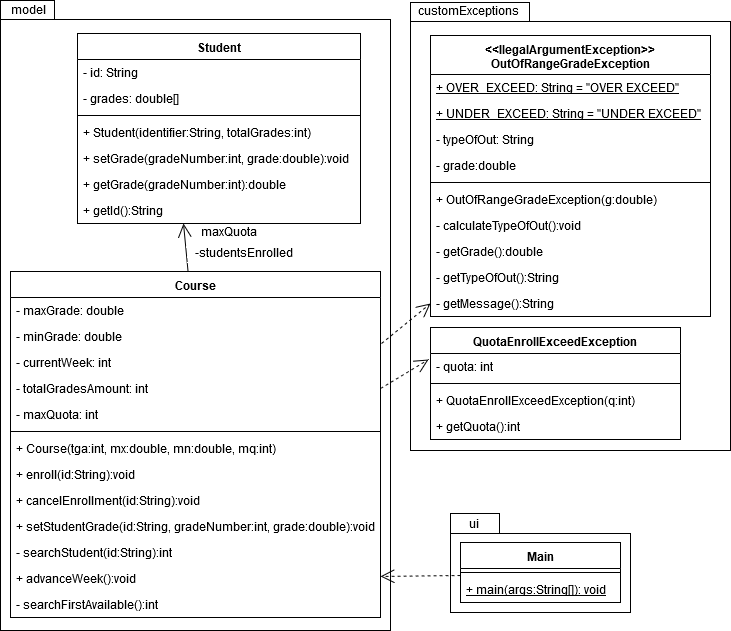 model
Student
- id: String
- grades: double[]
+ Student(identifier:String, totalGrades:int)
+ setGrade(gradeNumber:int, grade:double):void
+ getGrade(gradeNumber:int):double
+ getId():String
maxQuota
-studentsEnrolled
Course
- maxGrade: double
- minGrade: double
- currentWeek: int
- totalGradesAmount: int
- maxQuota: int
+ Course(tga:int, mx:double, mn:double, mq:int)
+ enroll(id:String):void
+ cancelEnrollment(id:String):void
+ setStudentGrade(id:String, gradeNumber:int, grade:double):void
- searchStudent(id:String):int
+ advanceWeek():void
- searchFirstAvailable():int
customExceptions
<<IlegalArgumentException>>
OutOfRangeGradeException
+ OVER_EXCEED: String = "OVER EXCEED"
+ UNDER_EXCEED: String = "UNDER EXCEED"
- typeOfOut: String
- grade:double
+ OutOfRangeGradeException(g:double)
- calculateTypeOfOut():void
- getGrade():double
- getTypeOfOut():String
- getMessage():String
QuotaEnrollExceedException
- quota: int
+ QuotaEnrollExceedException(q:int)
+ getQuota():int
ui
Main
+ main(args:String[]): void